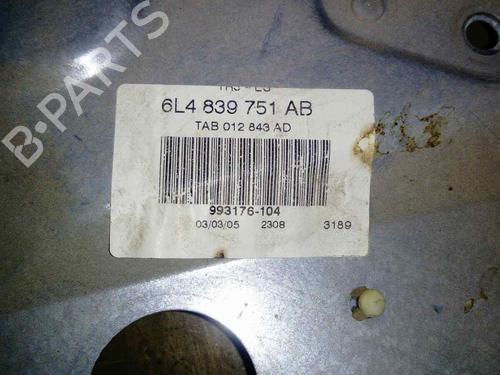 B-PARTS
6L4 839 751 AB
TAB 012 843 AD
993176-104
03/03/05 2308 3189